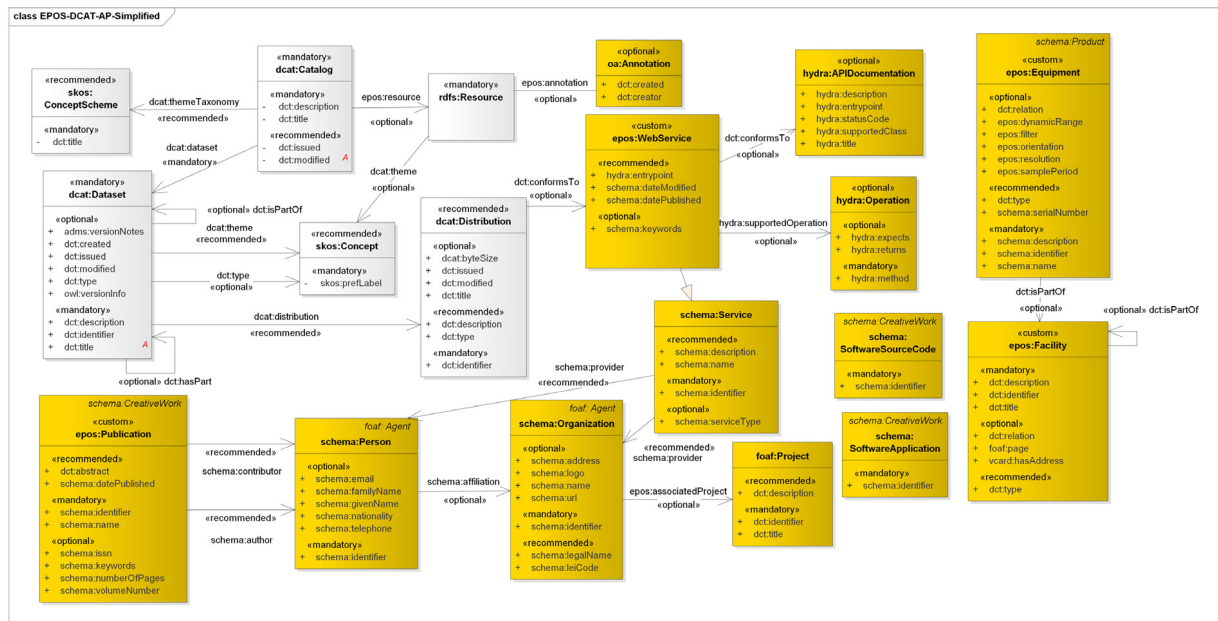 class EPOS-DCAT-AP-Simplified
«recommended»
skos:
ConceptScheme
«mandatory»
- dct:title
dcat:themeTaxonomy
«recommended»
«mandatory»
dcat:Catalog
«mandatory»
- dct:description
- dct:title
«recommended»
- dct:issued
- dct:modified
A
epos:resource
«optional»
«mandatory»
rdfs:Resource
epos:annotation
«optional»
«optional»
oa:Annotation
+ dct:created
+ dct:creator
dcat:dataset
«mandatory»
dcat:theme
«optional»
«mandatory»
dcat:Dataset
«optional»
+ adms:versionNotes
+ dct:created
+ dct:issued
+ dct:modified
+ dct:type
+ owl:versionInfo
«mandatory»
+ dct:description
+ dct:identifier
+ dct:title
A
«optional» dct:isPartOf
dcat:theme
«recommended»
dct:type
«optional»
dcat:distribution
«recommended»
«optional» dct:hasPart
«recommended»
skos:Concept
«mandatory»
- skos:prefLabel
«recommended»
dcat:Distribution
«optional»
+ dcat:byteSize
+ dct:issued
+ dct:modified
+ dct:title
«recommended»
+ dct:description
+ dct:type
«mandatory»
+ dct:identifier
dct:conformsTo
«optional»
«custom»
epos:WebService
«recommended»
+ hydra:entrypoint
+ schema:dateModified
+ schema:datePublished
«optional»
+ schema:keywords
dct:conformsTo
«optional»
«optional»
hydra:APIDocumentation
+ hydra:description
+ hydra:entrypoint
+ hydra:statusCode
+ hydra:supportedClass
+ hydra:title
hydra:supportedOperation
«optional»
«optional»
hydra:Operation
«optional»
+ hydra:expects
+ hydra:returns
«mandatory»
+ hydra:method
schema:Product
«custom»
epos:Equipment
«optional»
+ dct:relation
+ epos:dynamicRange
+ epos:filter
+ epos:orientation
+ epos:resolution
+ epos:samplePeriod
«recommended»
+ dct:type
+ schema:serialNumber
«mandatory»
+ schema:description
+ schema:identifier
+ schema:name
dct:isPartOf
«optional» dct:isPartOf
«custom»
epos:Facility
«mandatory»
+ dct:description
+ dct:identifier
+ dct:title
«optional»
+ dct:relation
+ foaf:page
+ vcard:hasAddress
«recommended»
+ dct:type
schema:Service
«recommended»
+ schema:description
+ schema:name
«mandatory»
+ schema:identifier
«optional»
+ schema:serviceType
schema:provider
«recommended»
«recommended»
schema:provider
schema:CreativeWork
schema:
SoftwareSourceCode
«mandatory»
+ schema:identifier
schema:CreativeWork
schema:
SoftwareApplication
«mandatory»
+ schema:identifier
schema:CreativeWork
«custom»
epos:Publication
«recommended»
+ dct:abstract
+ schema:datePublished
«mandatory»
+ schema:identifier
+ schema:name
«optional»
+ schema:issn
+ schema:keywords
+ schema:numberOfPages
+ schema:volumeNumber
«recommended»
schema:contributor
«recommended»
schema:author
foaf: Agent
schema:Person
«optional»
+ schema:email
+ schema:familyName
+ schema:givenName
+ schema:nationality
+ schema:telephone
«mandatory»
+ schema:identifier
schema:affiliation
«optional»
foaf: Agent
schema:Organization
«optional»
+ schema:address
+ schema:logo
+ schema:name
+ schema:url
«mandatory»
+ schema:identifier
«recommended»
+ schema:legalName
+ schema:leiCode
epos:associatedProject
«optional»
foaf:Project
«recommended»
+ dct:description
«mandatory»
+ dct:identifier
+ dct:title